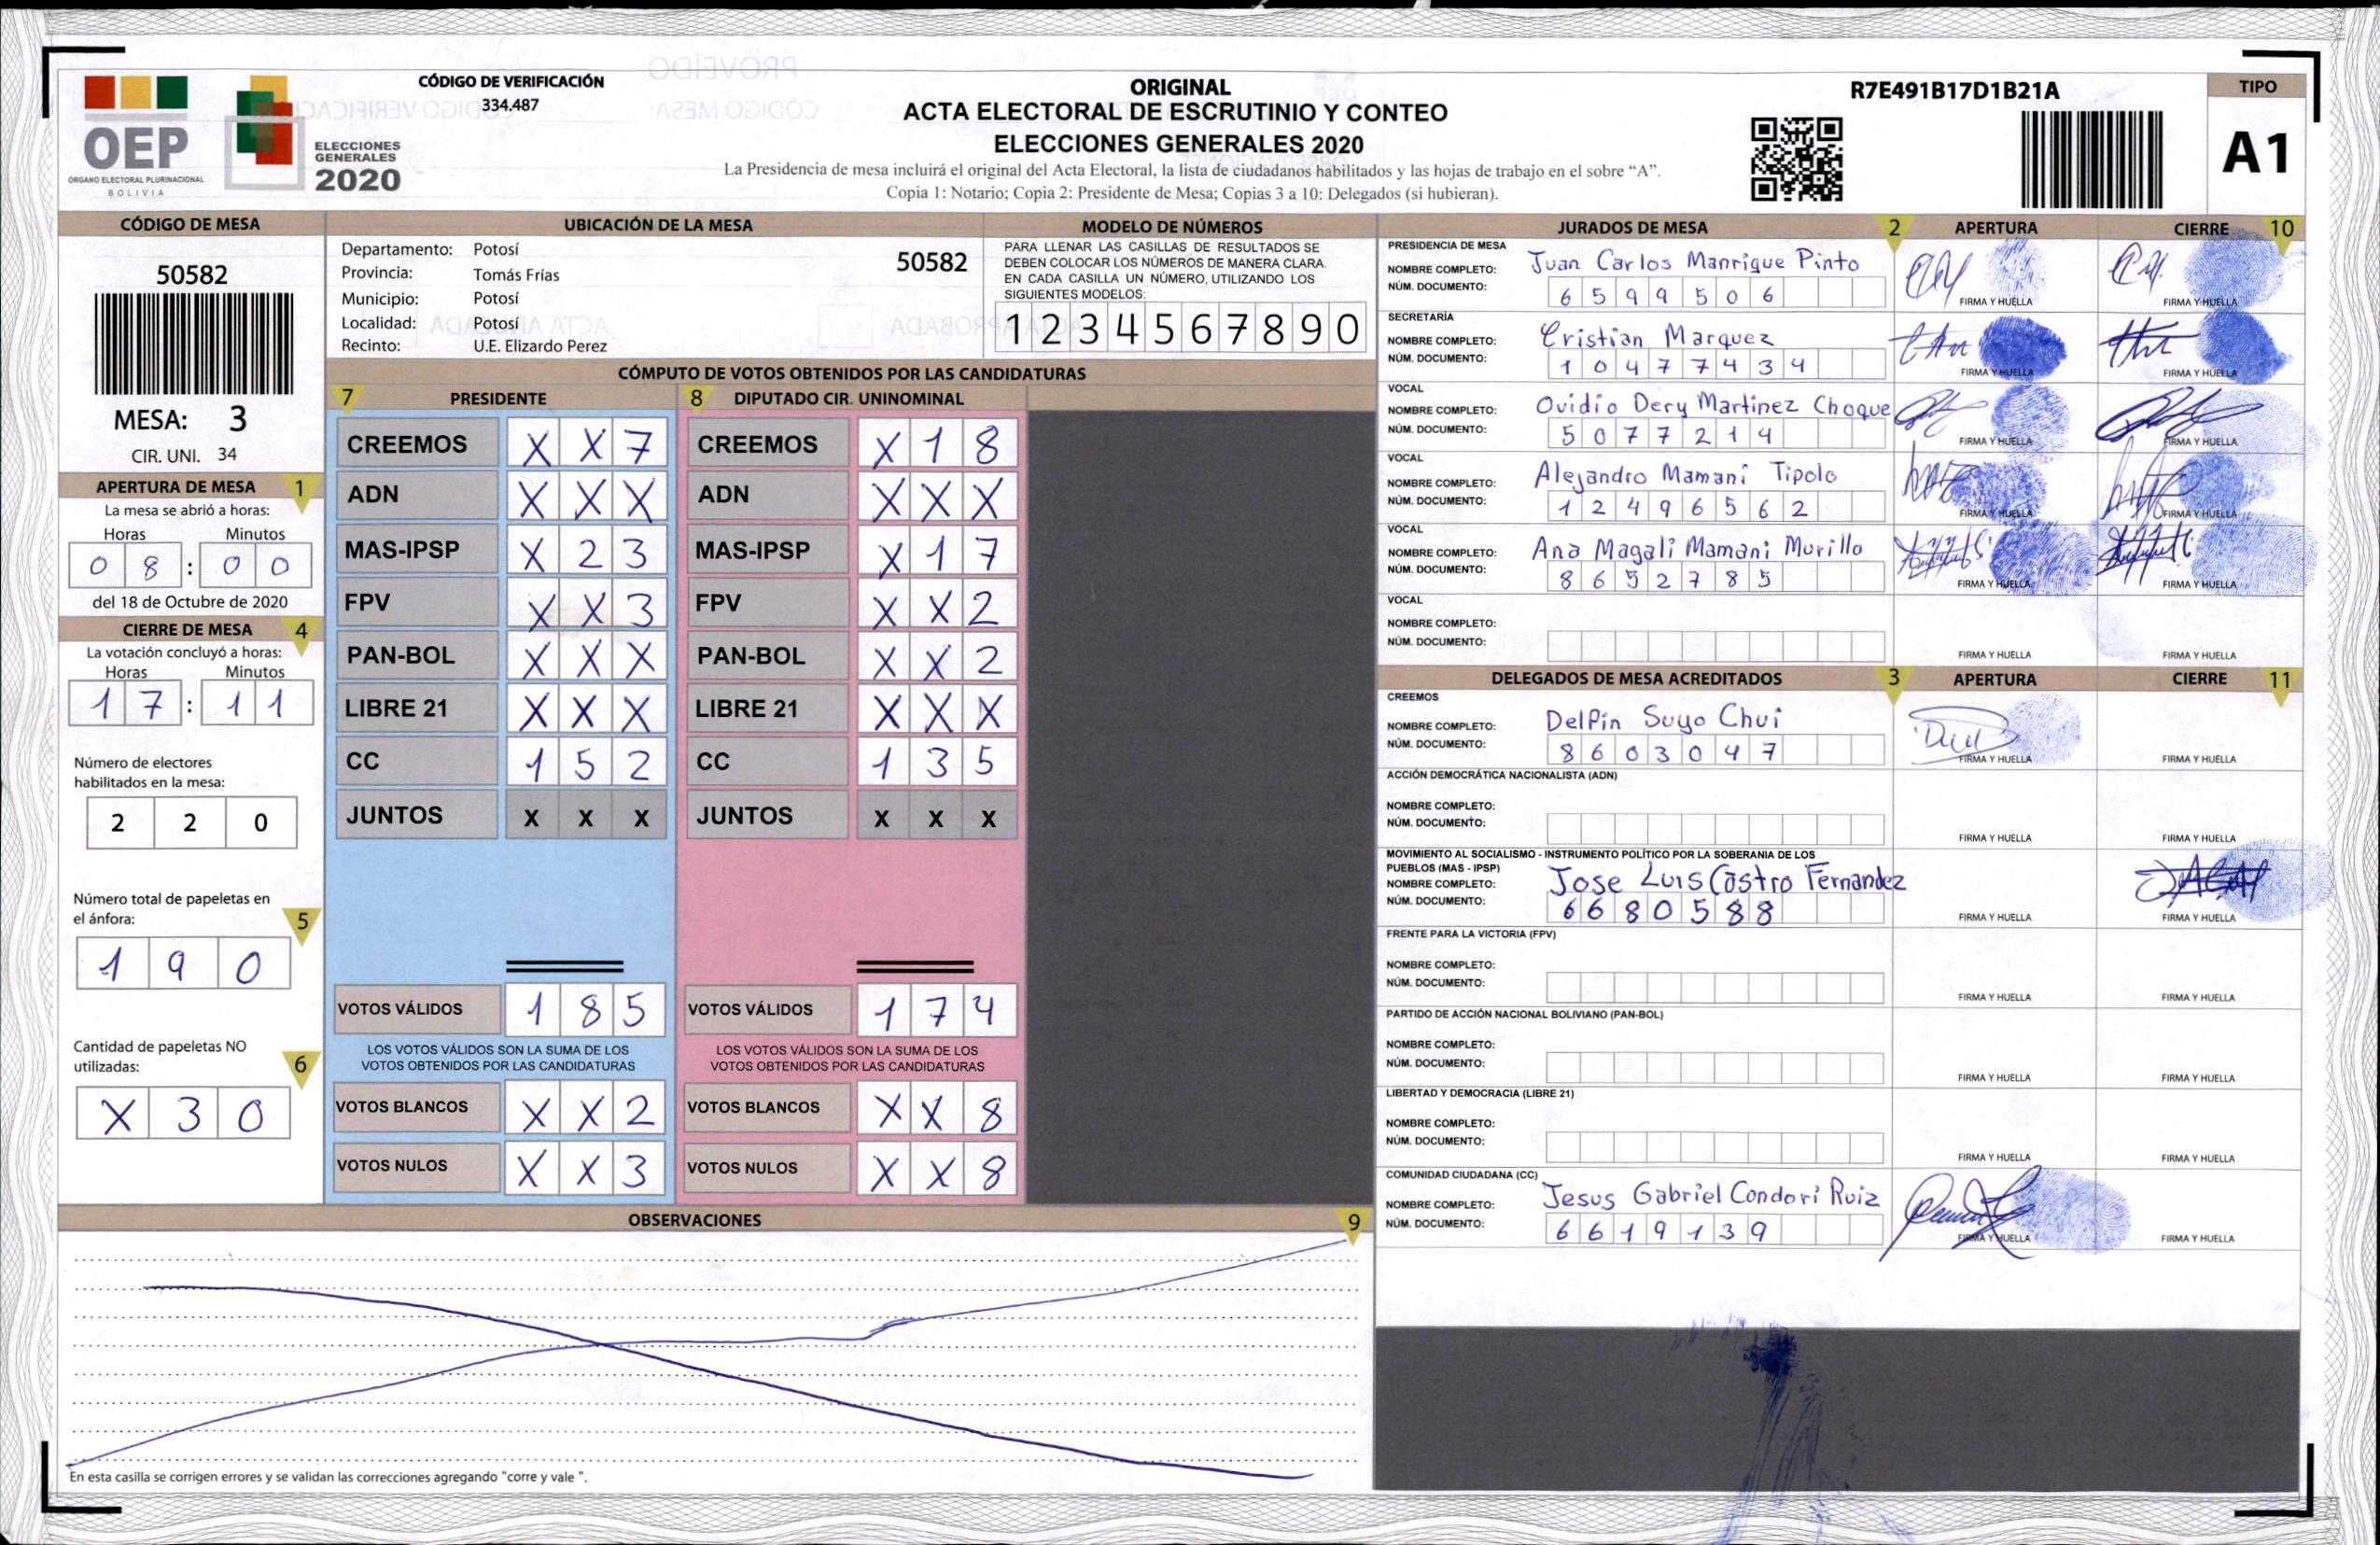 CÓDIGO DE VERIFICACIÓN
334.487
OEP
ÓRGANO ELECTORAL PLURINACIONAL
BOLIVIA
ELECCIONES
GENERALES
2020
ORIGINAL
ACTA ELECTORAL DE ESCRUTINIO Y CONTEO
ELECCIONES GENERALES 2020
La Presidencia de mesa incluirá el original del Acta Electoral, la lista de ciudadanos habilitados y las hojas de trabajo en el sobre “A”.
Copia 1: Notario; Copia 2: Presidente de Mesa; Copias 3 a 10: Delegados (si hubieran).
R7E491B17D1B21A
TIPO
A1
CÓDIGO DE MESA
50582
MESA: 3
CIR. UNI. 34
APERTURA DE MESA 1
La mesa se abrió a horas:
Horas Minutos
0 8 : 0 0
del 18 de Octubre de 2020
CIERRE DE MESA 4
La votación concluyó a horas:
Horas Minutos
1 7 : 1 1
Número de electores
habilitados en la mesa:
2 2 0
Número total de papeletas en
el ánfora: 5
1 9 0
Cantidad de papeletas NO
utilizadas: 6
X 3 0
UBICACIÓN DE LA MESA
Departamento: Potosí
50582
Provincia: Tomás Frías
Municipio: Potosí
Localidad: Potosí
Recinto: U.E. Elizardo Perez
MODELO DE NÚMEROS
PARA LLENAR LAS CASILLAS DE RESULTADOS SE
DEBEN COLOCAR LOS NÚMEROS DE MANERA CLARA.
EN CADA CASILLA UN NÚMERO, UTILIZANDO LOS
SIGUIENTES MODELOS:
1 2 3 4 5 6 7 8 9 0
CÓMPUTO DE VOTOS OBTENIDOS POR LAS CANDIDATURAS
7 PRESIDENTE
CREEMOS X X 7
ADN X X X
MAS-IPSP X 2 3
FPV X X 3
PAN-BOL X X X
LIBRE 21 X X X
CC 1 5 2
JUNTOS X X X
VOTOS VÁLIDOS 1 8 5
LOS VOTOS VÁLIDOS SON LA SUMA DE LOS
VOTOS OBTENIDOS POR LAS CANDIDATURAS
VOTOS BLANCOS X X 2
VOTOS NULOS X X 3
8 DIPUTADO CIR. UNINOMINAL
CREEMOS X 1 8
ADN X X X
MAS-IPSP X 1 7
FPV X X 2
PAN-BOL X X 2
LIBRE 21 X X X
CC 1 3 5
JUNTOS X X X
VOTOS VÁLIDOS 1 7 4
LOS VOTOS VÁLIDOS SON LA SUMA DE LOS
VOTOS OBTENIDOS POR LAS CANDIDATURAS
VOTOS BLANCOS X X 8
VOTOS NULOS X X 8
OBSERVACIONES 9
En esta casilla se corrigen errores y se validan las correcciones agregando "corre y vale ".
JURADOS DE MESA 2 APERTURA CIERRE 10
PRESIDENCIA DE MESA
NOMBRE COMPLETO: Juan Carlos Manrique Pinto
NÚM. DOCUMENTO: 6 5 9 9 5 0 6
FIRMA Y HUELLA FIRMA Y HUELLA
SECRETARÍA
NOMBRE COMPLETO: Cristian Marquez
NÚM. DOCUMENTO: 1 0 4 7 7 4 3 4
FIRMA Y HUELLA FIRMA Y HUELLA
VOCAL
NOMBRE COMPLETO: Ovidio Dery Martinez Choque
NÚM. DOCUMENTO: 5 0 7 7 2 1 4
FIRMA Y HUELLA FIRMA Y HUELLA
VOCAL
NOMBRE COMPLETO: Alejandro Mamani Tipolo
NÚM. DOCUMENTO: 1 2 4 9 6 5 6 2
FIRMA Y HUELLA FIRMA Y HUELLA
VOCAL
NOMBRE COMPLETO: Ana Magali Mamani Murillo
NÚM. DOCUMENTO: 8 6 5 2 7 8 5
FIRMA Y HUELLA FIRMA Y HUELLA
VOCAL
NOMBRE COMPLETO:
NÚM. DOCUMENTO:
FIRMA Y HUELLA FIRMA Y HUELLA
DELEGADOS DE MESA ACREDITADOS 3 APERTURA CIERRE 11
CREEMOS
NOMBRE COMPLETO: Delfin Suyo Chui
NÚM. DOCUMENTO: 8 6 0 3 0 4 7
FIRMA Y HUELLA FIRMA Y HUELLA
ACCIÓN DEMOCRÁTICA NACIONALISTA (ADN)
NOMBRE COMPLETO:
NÚM. DOCUMENTO:
FIRMA Y HUELLA FIRMA Y HUELLA
MOVIMIENTO AL SOCIALISMO - INSTRUMENTO POLÍTICO POR LA SOBERANIA DE LOS
PUEBLOS (MAS - IPSP)
NOMBRE COMPLETO: Jose Luis Castro Fernandez
NÚM. DOCUMENTO: 6 6 8 0 5 8 8
FIRMA Y HUELLA FIRMA Y HUELLA
FRENTE PARA LA VICTORIA (FPV)
NOMBRE COMPLETO:
NÚM. DOCUMENTO:
FIRMA Y HUELLA FIRMA Y HUELLA
PARTIDO DE ACCIÓN NACIONAL BOLIVIANO (PAN-BOL)
NOMBRE COMPLETO:
NÚM. DOCUMENTO:
FIRMA Y HUELLA FIRMA Y HUELLA
LIBERTAD Y DEMOCRACIA (LIBRE 21)
NOMBRE COMPLETO:
NÚM. DOCUMENTO:
FIRMA Y HUELLA FIRMA Y HUELLA
COMUNIDAD CIUDADANA (CC)
NOMBRE COMPLETO: Jesus Gabriel Condori Ruiz
NÚM. DOCUMENTO: 6 6 1 9 1 3 9
FIRMA Y HUELLA FIRMA Y HUELLA